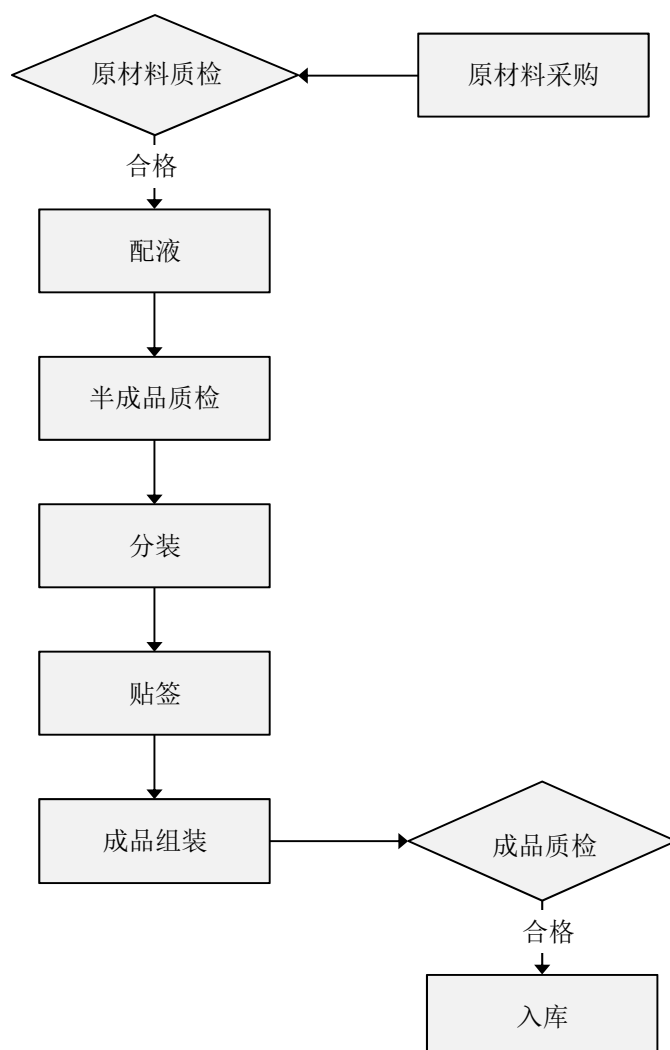 原材料采购
原材料质检
合格
配液
半成品质检
分装
贴签
成品组装
成品质检
合格
入库